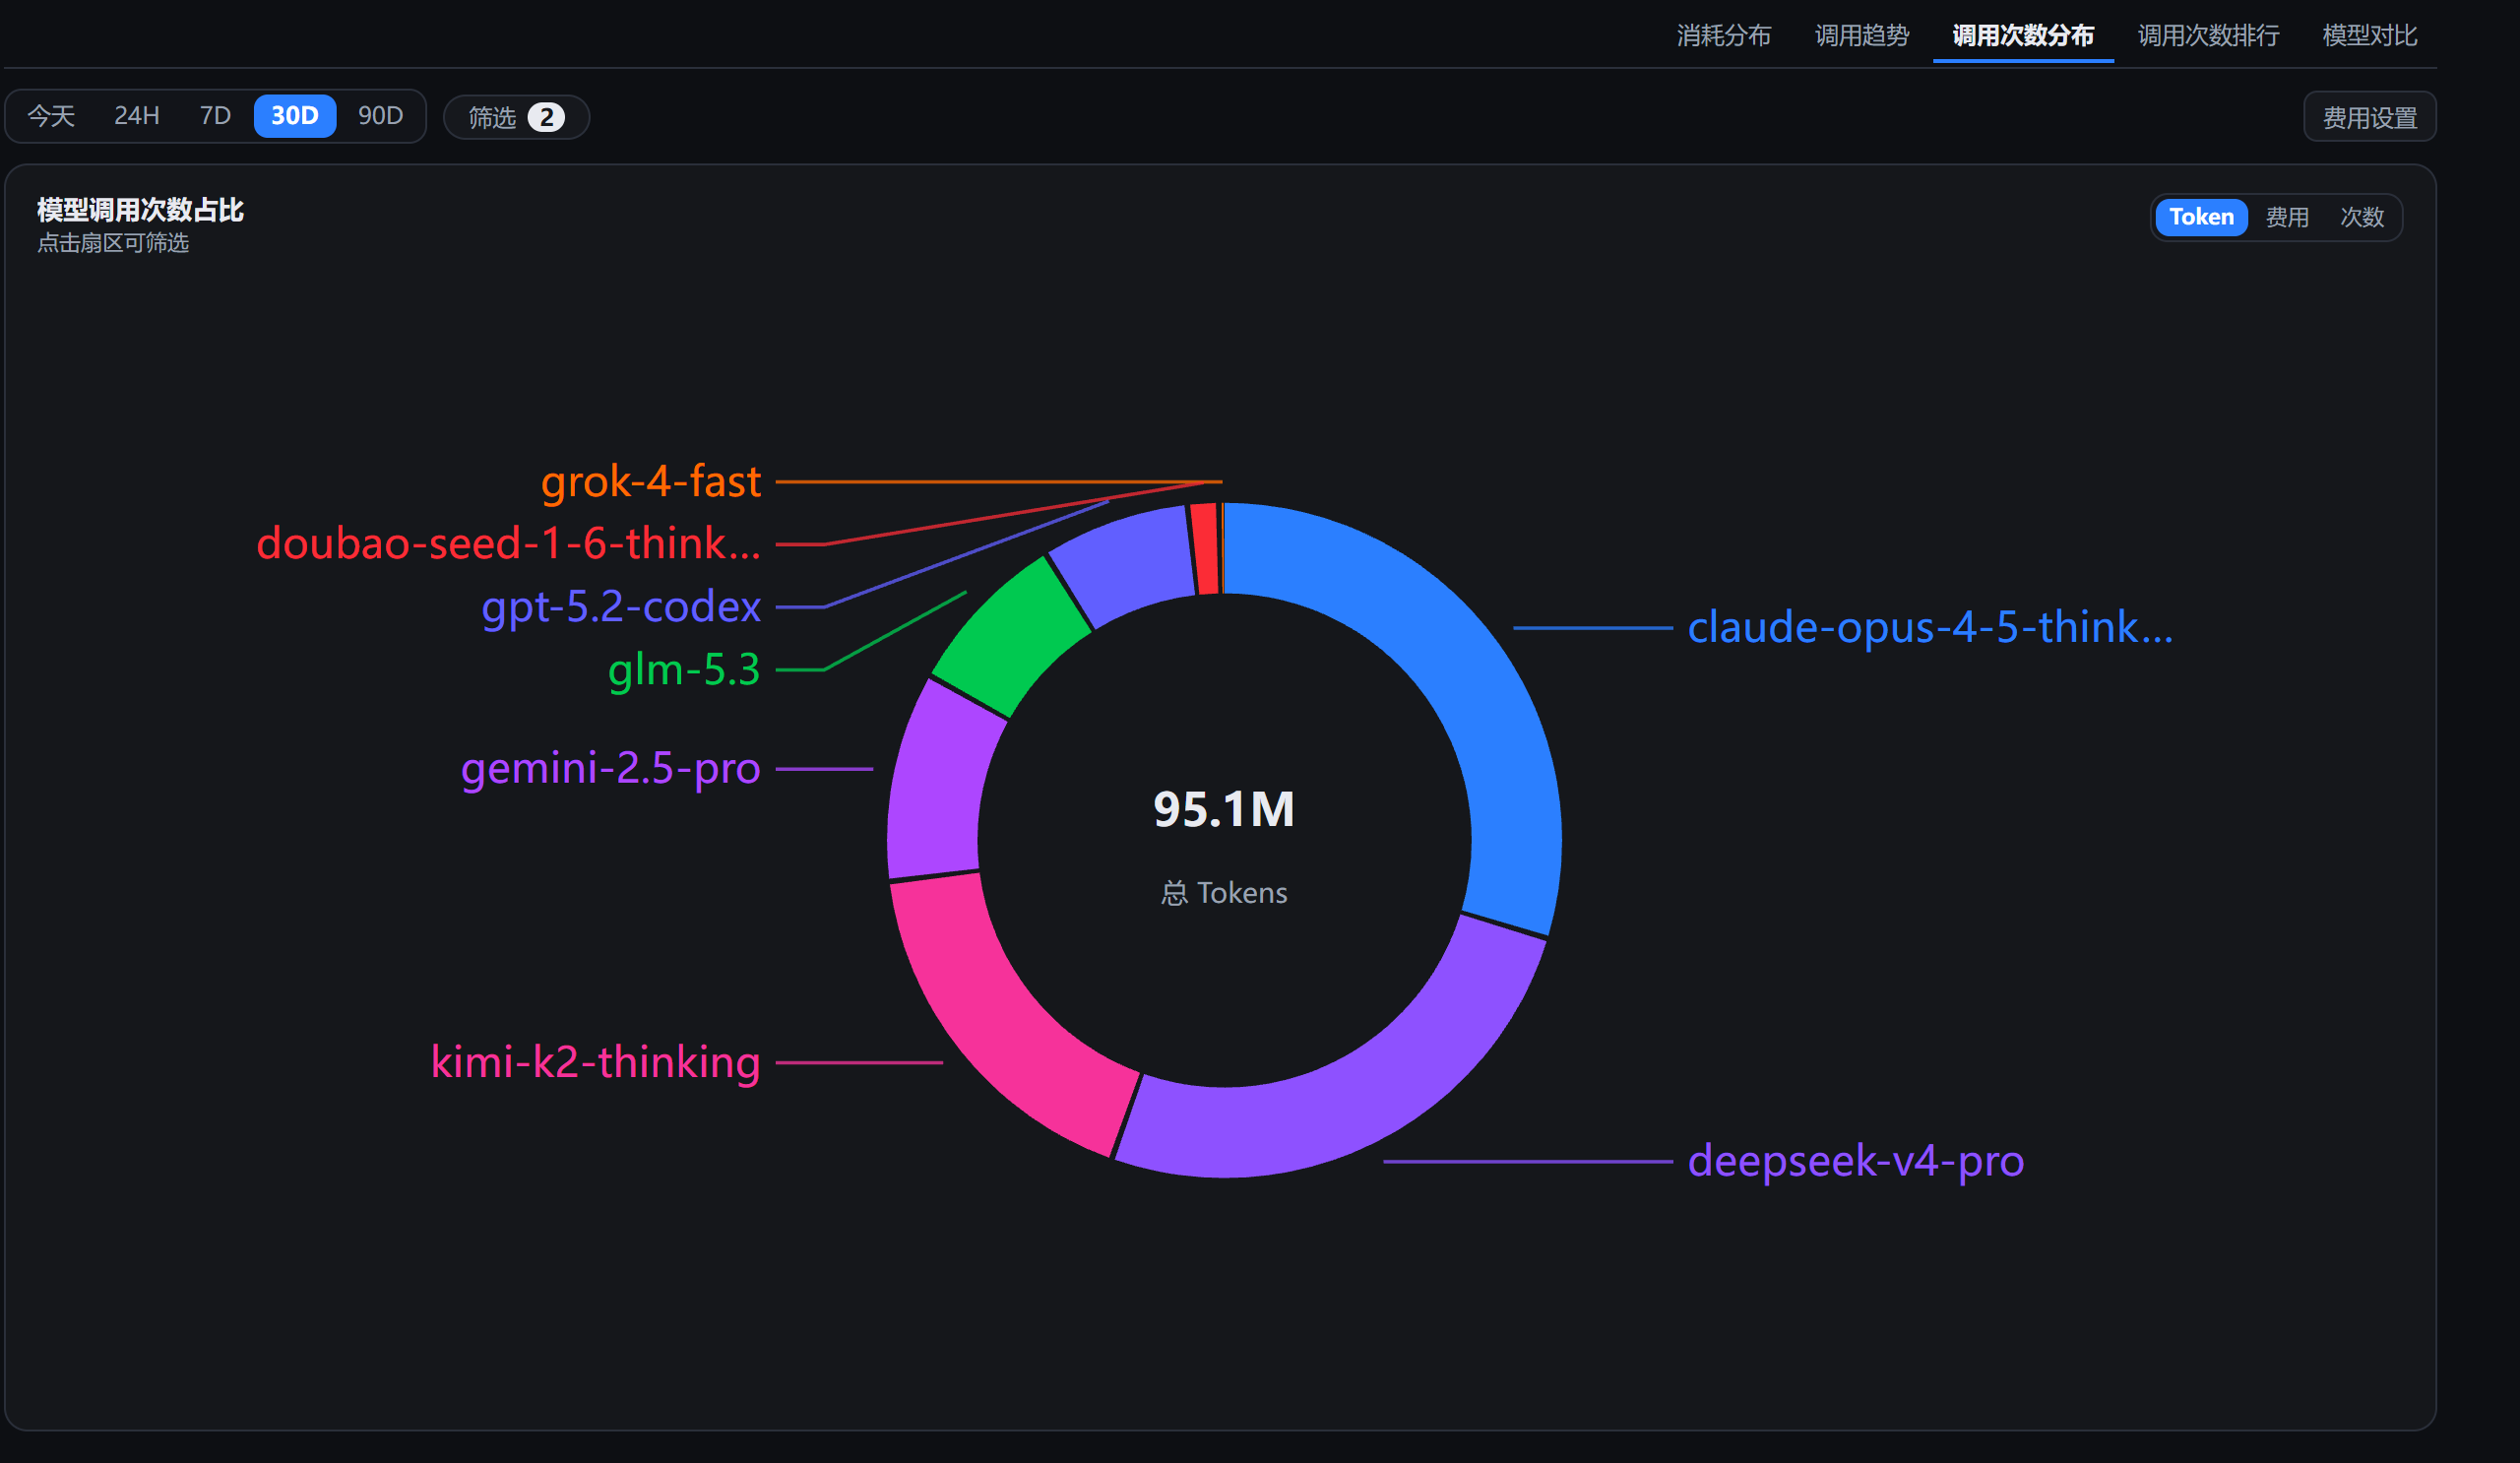 消耗分布 调用趋势 调用次数分布 调用次数排行 模型对比
今天 24H 7D 30D 90D 筛选 2 费用设置
模型调用次数占比
点击扇区可筛选
Token 费用 次数
grok-4-fast
doubao-seed-1-6-think...
gpt-5.2-codex
claude-opus-4-5-think...
glm-5.3
gemini-2.5-pro
95.1M
总 Tokens
kimi-k2-thinking
deepseek-v4-pro